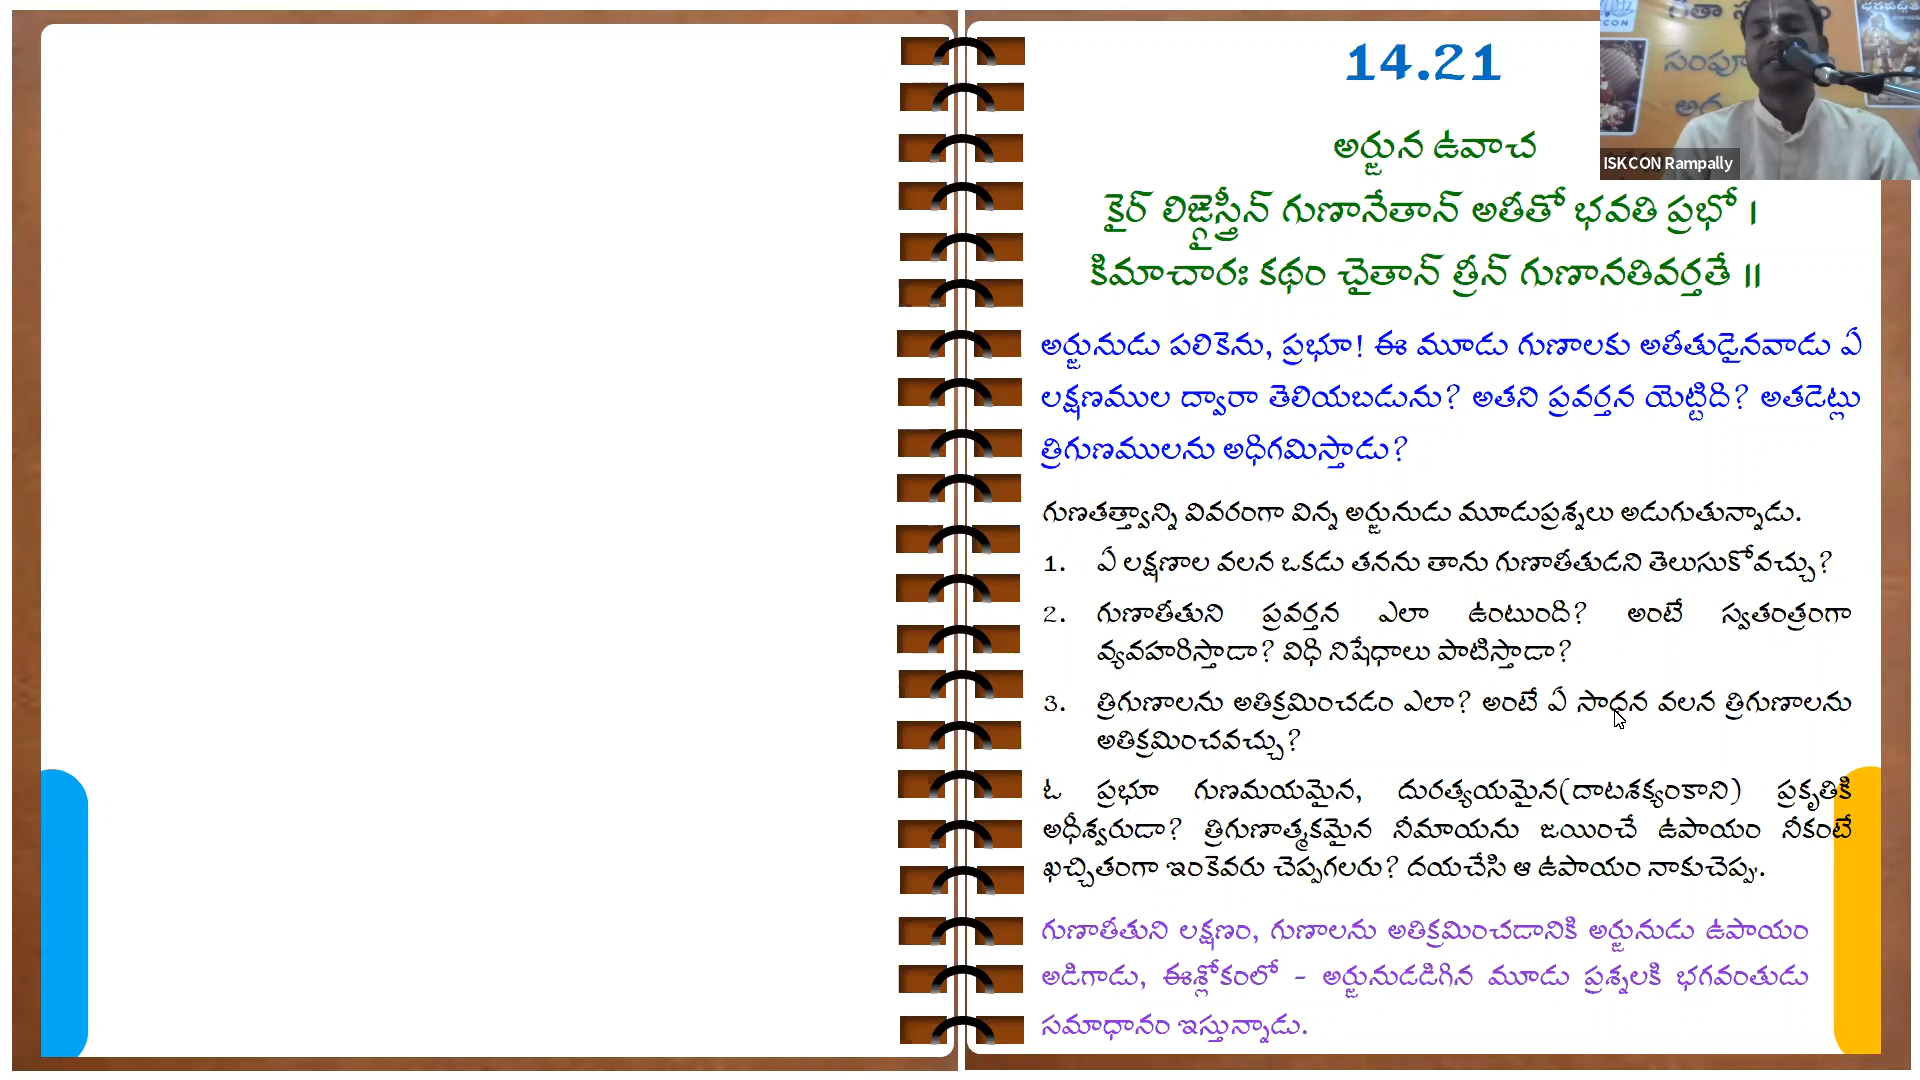 14.21
అర్జున ఉవాచ
కైర్ లిఙ్గైస్త్రీన్ గుణానేతాన్ అతీతో భవతి ప్రభో ।
కిమాచారః కథం చైతాన్ త్రీన్ గుణానతివర్తతే ॥
అర్జునుడు పలికెను, ప్రభూ! ఈ మూడు గుణాలకు అతీతుడైనవాడు ఏ
లక్షణముల ద్వారా తెలియబడును? అతని ప్రవర్తన యెట్టిది? అతడెట్లు
త్రిగుణములను అధిగమిస్తాడు?
గుణతత్త్వాన్ని వివరంగా విన్న అర్జునుడు మూడుప్రశ్నలు అడుగుతున్నాడు.
1. ఏ లక్షణాల వలన ఒకడు తనను తాను గుణాతీతుడని తెలుసుకోవచ్చు?
2. గుణాతీతుని ప్రవర్తన ఎలా ఉంటుంది? అంటే స్వతంత్రంగా
వ్యవహరిస్తాడా? విధి నిషేధాలు పాటిస్తాడా?
3. త్రిగుణాలను అతిక్రమించడం ఎలా? అంటే ఏ సాధన వలన త్రిగుణాలను
అతిక్రమించవచ్చు?
ఓ ప్రభూ గుణమయమైన, దురత్యయమైన(దాటశక్యంకాని) ప్రకృతికి
అధీశ్వరుడా? త్రిగుణాత్మకమైన నీమాయను జయించే ఉపాయం నీకంటే
ఖచ్చితంగా ఇంకెవరు చెప్పగలరు? దయచేసి ఆ ఉపాయం నాకుచెప్పు.
గుణాతీతుని లక్షణం, గుణాలను అతిక్రమించడానికి అర్జునుడు ఉపాయం
అడిగాడు, ఈశ్లోకంలో - అర్జునుడడిగిన మూడు ప్రశ్నలకి భగవంతుడు
సమాధానం ఇస్తున్నాడు.
ISKCON Rampally